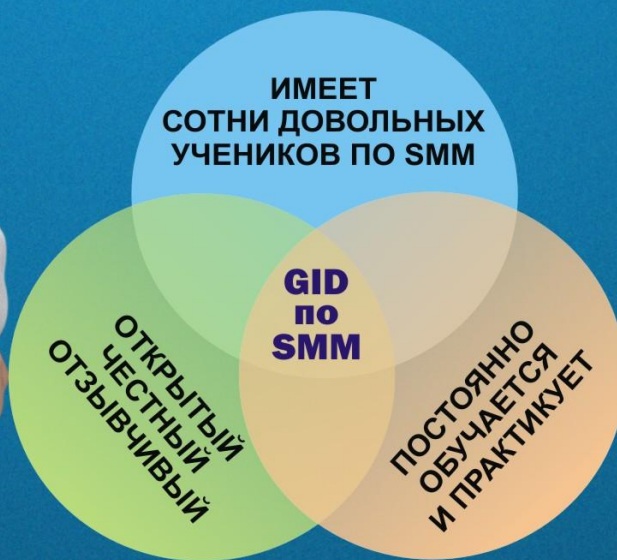 ИМЕЕТ
СОТНИ ДОВОЛЬНЫХ
УЧЕНИКОВ ПО SMM
GID
по
SMM
ОТКРЫТЫЙ
ЧЕСТНЫЙ
ОТЗЫВЧИВЫЙ
ПОСТОЯННО
ОБУЧАЕТСЯ
И ПРАКТИКУЕТ